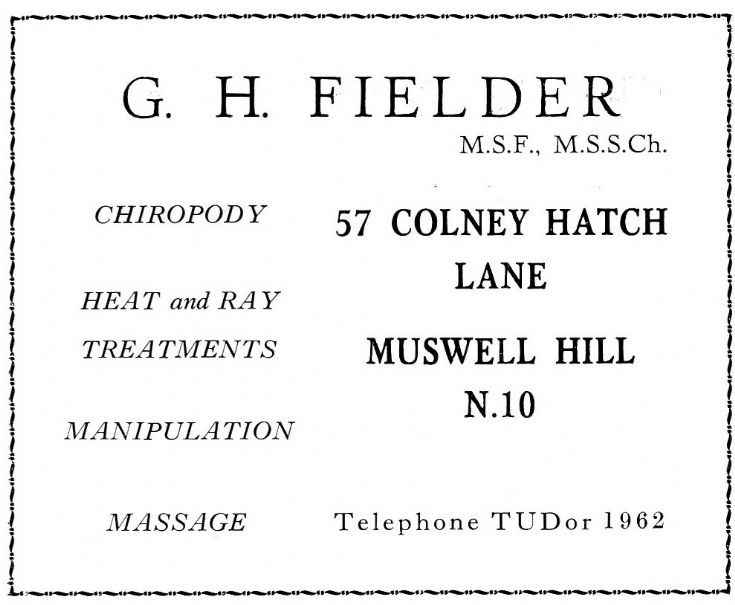 G. H. FIELDER
M.S.F., M.S.S.Ch.
CHIROPODY
HEAT and RAY
TREATMENTS
MANIPULATION
MASSAGE
57 COLNEY HATCH
LANE
MUSWELL HILL
N.10
Telephone TUDor 1962